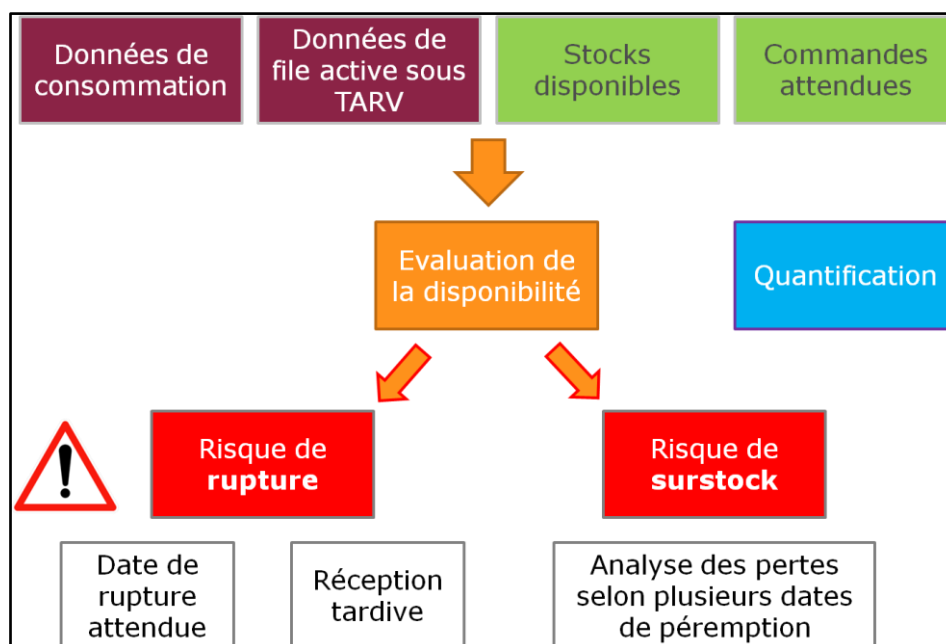 Données de
consommation
Données de
file active sous
TARV
Stocks
disponibles
Commandes
attendues
Evaluation de
la disponibilité
Quantification
Risque de
rupture
Risque de
surstock
Date de
rupture
attendue
Réception
tardive
Analyse des pertes
selon plusieurs dates
de péremption